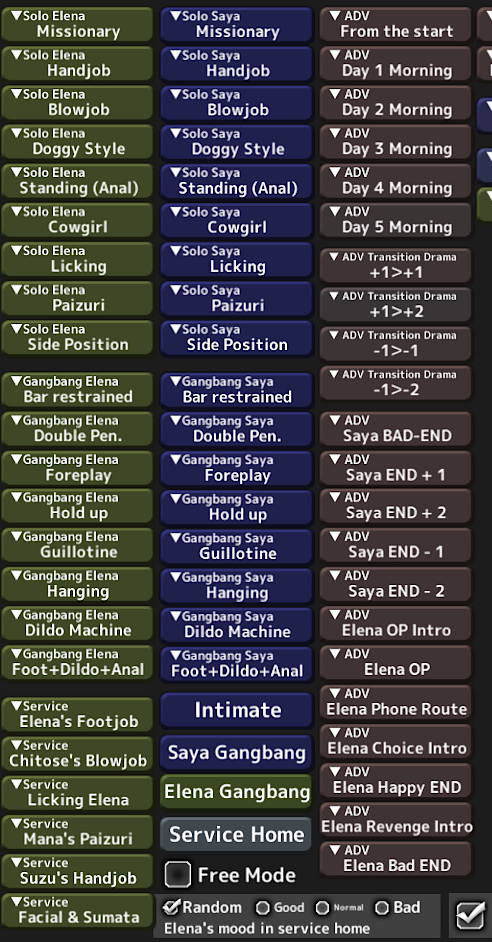 ▼Solo Elena
Missionary
▼Solo Elena
Handjob
▼Solo Elena
Blowjob
▼Solo Elena
Doggy Style
▼Solo Elena
Standing (Anal)
▼Solo Elena
Cowgirl
▼Solo Elena
Licking
▼Solo Elena
Paizuri
▼Solo Elena
Side Position
▼Gangbang Elena
Bar restrained
▼Gangbang Elena
Double Pen.
▼Gangbang Elena
Foreplay
▼Gangbang Elena
Hold up
▼Gangbang Elena
Guillotine
▼Gangbang Elena
Hanging
▼Gangbang Elena
Dildo Machine
▼Gangbang Elena
Foot+Dildo+Anal
▼Service
Elena's Footjob
▼Service
Chitose's Blowjob
▼Service
Licking Elena
▼Service
Mana's Paizuri
▼Service
Suzu's Handjob
▼Service
Facial & Sumata
▼Solo Saya
Missionary
▼Solo Saya
Handjob
▼Solo Saya
Blowjob
▼Solo Saya
Doggy Style
▼Solo Saya
Standing (Anal)
▼Solo Saya
Cowgirl
▼Solo Saya
Licking
▼Solo Saya
Paizuri
▼Solo Saya
Side Position
▼Gangbang Saya
Bar restrained
▼Gangbang Saya
Double Pen.
▼Gangbang Saya
Foreplay
▼Gangbang Saya
Hold up
▼Gangbang Saya
Guillotine
▼Gangbang Saya
Hanging
▼Gangbang Saya
Dildo Machine
▼Gangbang Saya
Foot+Dildo+Anal
Intimate
Saya Gangbang
Elena Gangbang
Service Home
Free Mode
Random Good Normal Bad
Elena's mood in service home
▼ ADV
From the start
▼ ADV
Day 1 Morning
▼ ADV
Day 2 Morning
▼ ADV
Day 3 Morning
▼ ADV
Day 4 Morning
▼ ADV
Day 5 Morning
▼ ADV Transition Drama
+1>+1
▼ ADV Transition Drama
+1>+2
▼ ADV Transition Drama
-1>-1
▼ ADV Transition Drama
-1>-2
▼ ADV
Saya BAD-END
▼ ADV
Saya END + 1
▼ ADV
Saya END + 2
▼ ADV
Saya END - 1
▼ ADV
Saya END - 2
▼ ADV
Elena OP Intro
▼ ADV
Elena OP
▼ ADV
Elena Phone Route
▼ ADV
Elena Choice Intro
▼ ADV
Elena Happy END
▼ ADV
Elena Revenge Intro
▼ ADV
Elena Bad END